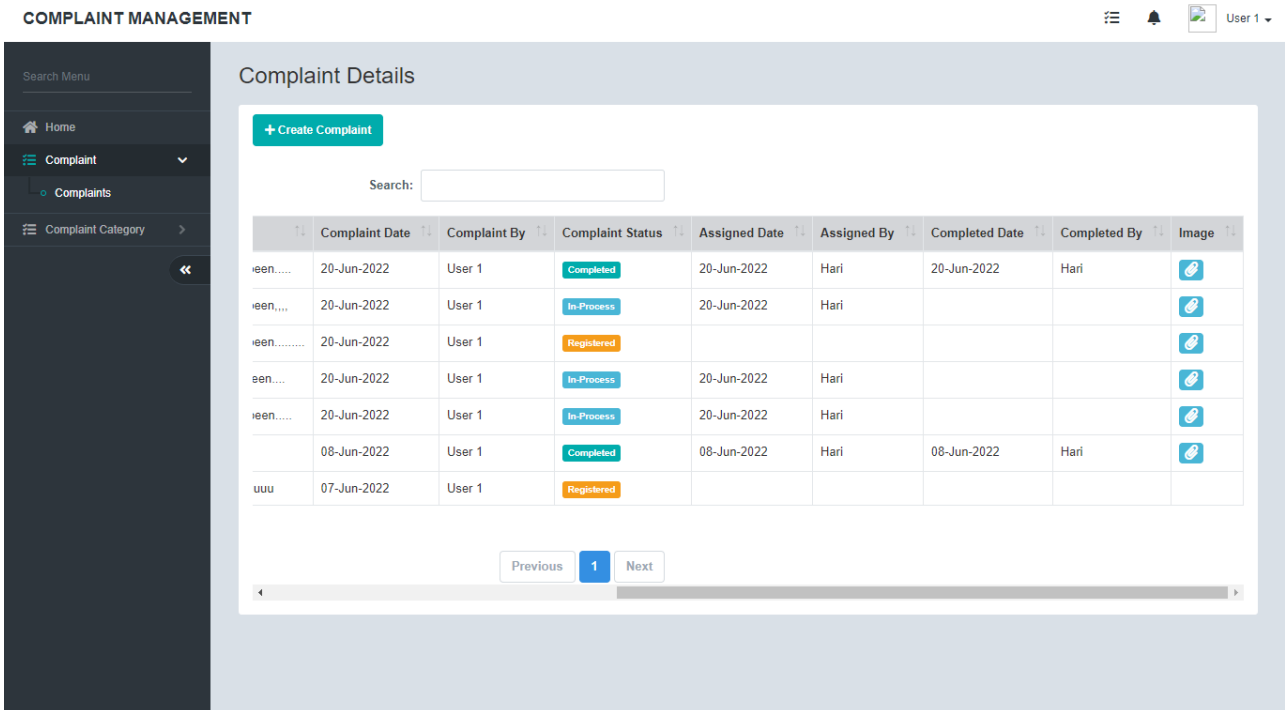 COMPLAINT MANAGEMENT
User 1
Search Menu
Home
Complaint
Complaints
Complaint Category
Complaint Details
+ Create Complaint
Search:
Complaint Date Complaint By Complaint Status Assigned Date Assigned By Completed Date Completed By Image
een..... 20-Jun-2022 User 1 Completed 20-Jun-2022 Hari 20-Jun-2022 Hari
een,,,, 20-Jun-2022 User 1 In-Process 20-Jun-2022 Hari
een......... 20-Jun-2022 User 1 Registered
een.... 20-Jun-2022 User 1 In-Process 20-Jun-2022 Hari
een..... 20-Jun-2022 User 1 In-Process 20-Jun-2022 Hari
08-Jun-2022 User 1 Completed 08-Jun-2022 Hari 08-Jun-2022 Hari
uuu 07-Jun-2022 User 1 Registered
Previous 1 Next